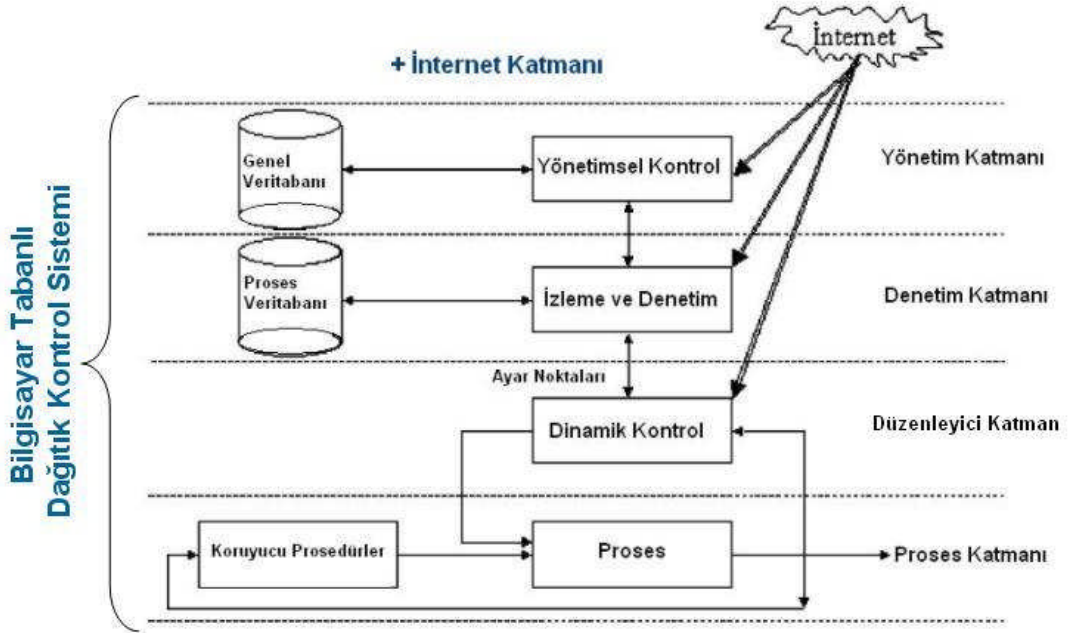 İnternet
+ İnternet Katmanı
Bilgisayar Tabanlı
Dağıtık Kontrol Sistemi
Genel
Veritabanı
Yönetimsel Kontrol
Yönetim Katmanı
Proses
Veritabanı
İzleme ve Denetim
Denetim Katmanı
Ayar Noktaları
Dinamik Kontrol
Düzenleyici Katman
Koruyucu Prosedürler
Proses
Proses Katmanı